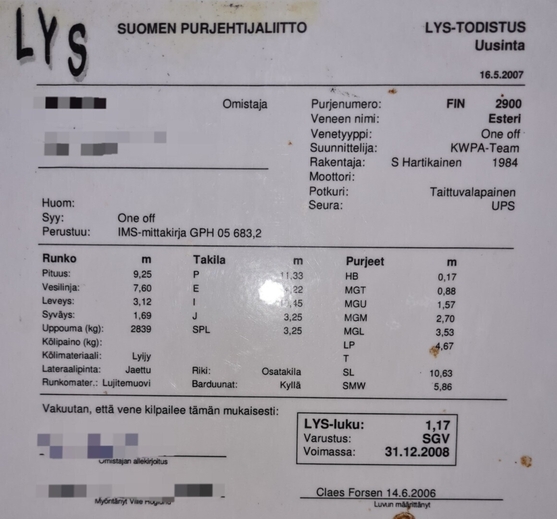 LYS
SUOMEN PURJEHTIJALIITTO
LYS-TODISTUS
Uusinta
16.5.2007
Omistaja
Purjenumero: FIN 2900
Veneen nimi: Esteri
Venetyyppi: One off
Suunnittelija: KWPA-Team
Rakentaja: S Hartikainen 1984
Moottori:
Potkuri: Taittuvalapainen
Seura: UPS
Huom:
Syy: One off
Perustuu: IMS-mittakirja GPH 05 683,2
Runko m Takila m Purjeet m
Pituus: 9,25 P HB 0,17
Vesilinja: 7,60 E MGT 0,88
Leveys: 3,12 I MGU 1,57
Syväys: 1,69 J 3,25 MGM 2,70
Uppouma (kg): 2839 SPL 3,25 MGL 3,53
Kölipaino (kg): LP 4,67
Kölimateriaali: Lyijy T
Lateraalipinta: Jaettu Riki: Osatakila SL 10,63
Runkomater.: Lujitemuovi Barduunat: Kyllä SMW 5,86
Vakuutan, että vene kilpailee tämän mukaisesti:
LYS-luku: 1,17
Varustus: SGV
Voimassa: 31.12.2008
Omistajan allekirjoitus
Myöntänyt
Claes Forsen 14.6.2006
Luvun määrittänyt